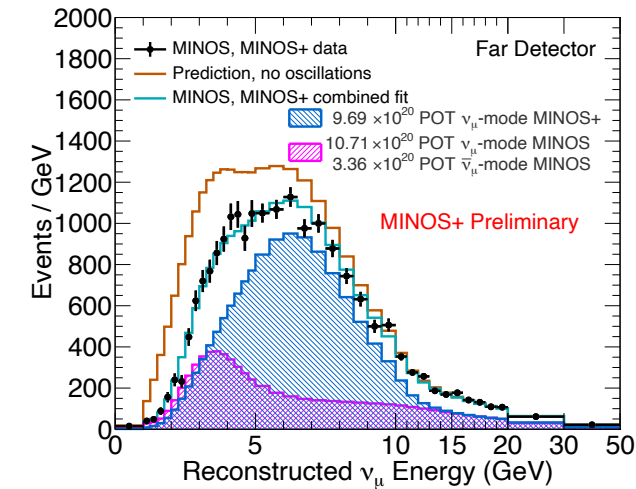 Far Detector
MINOS, MINOS+ data
Prediction, no oscillations
MINOS, MINOS+ combined fit
9.69 ×10²⁰ POT νμ-mode MINOS+
10.71 ×10²⁰ POT νμ-mode MINOS
3.36 ×10²⁰ POT ν̅μ-mode MINOS
MINOS+ Preliminary
Events / GeV
2000
1800
1600
1400
1200
1000
800
600
400
200
0
0 5 10 15 20 30 50
Reconstructed νμ Energy (GeV)